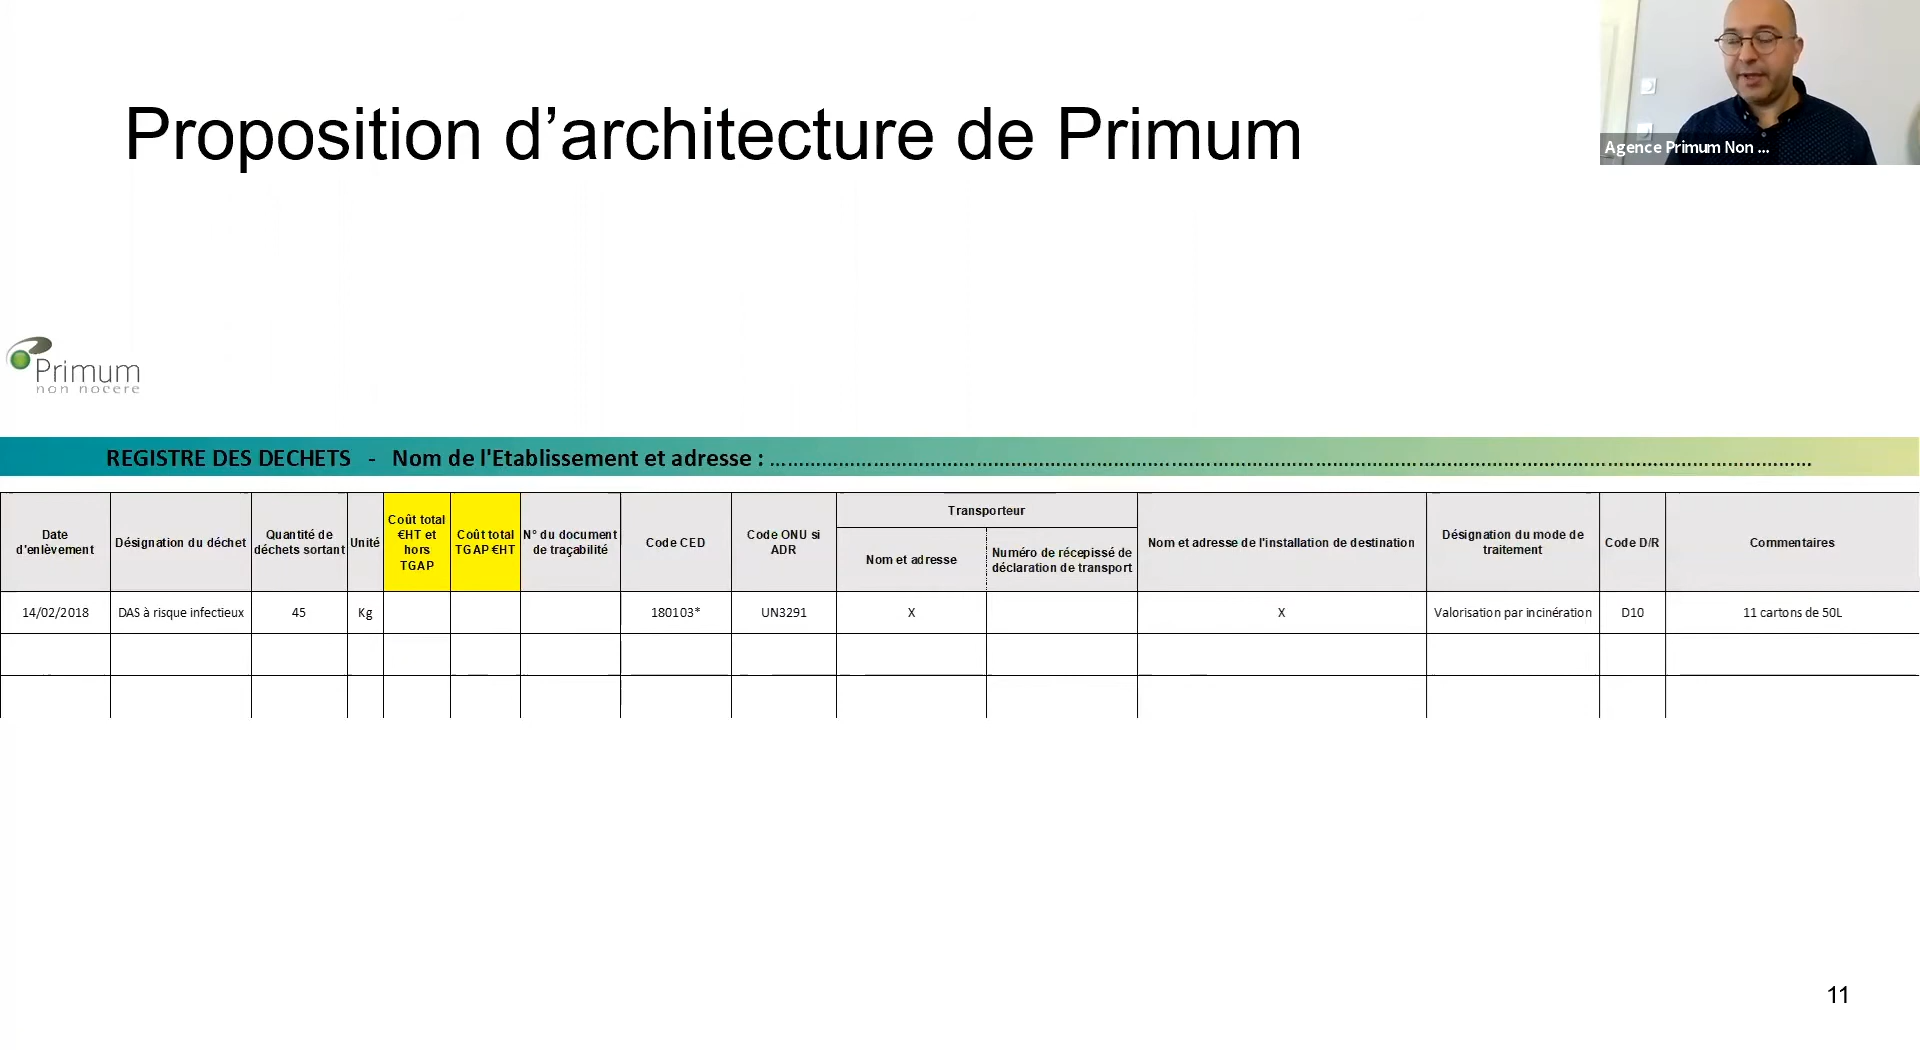 Proposition d’architecture de Primum
Agence Primum Non ...
Primum
non nocere
REGISTRE DES DECHETS - Nom de l'Etablissement et adresse : ................................................................................
Date
d'enlèvement
Désignation du déchet
Quantité de
déchets sortant
Unité
Coût total
€HT et
hors
TGAP
Coût total
TGAP €HT
N° du document
de traçabilité
Code CED
Code ONU si
ADR
Transporteur
Nom et adresse
Numéro de récepissé de
déclaration de transport
Nom et adresse de l'installation de destination
Désignation du mode de
traitement
Code D/R
Commentaires
14/02/2018
DAS à risque infectieux
45
Kg
180103*
UN3291
X
X
Valorisation par incinération
D10
11 cartons de 50L
11